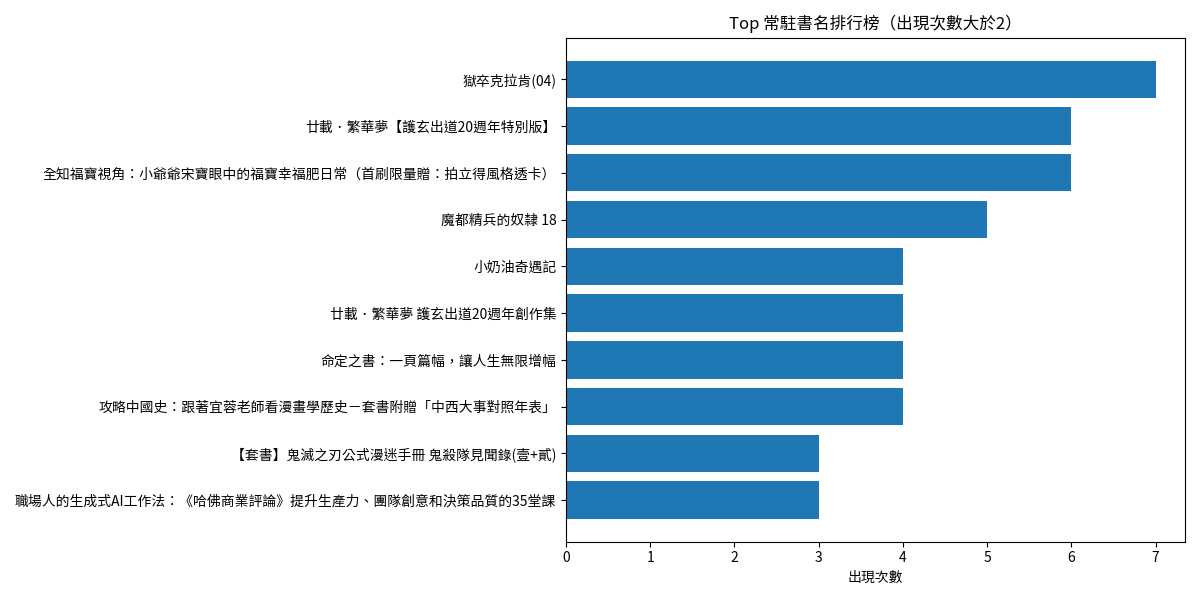 Top 常駐書名排行榜（出現次數大於2）
獄卒克拉肯(04)
廿載．繁華夢【護玄出道20週年特別版】
全知福寶視角：小爺爺宋寶眼中的福寶幸福肥日常（首刷限量贈：拍立得風格透卡）
魔都精兵的奴隸 18
小奶油奇遇記
廿載．繁華夢 護玄出道20週年創作集
命定之書：一頁篇幅，讓人生無限增幅
攻略中國史：跟著宜蓉老師看漫畫學歷史－套書附贈「中西大事對照年表」
【套書】鬼滅之刃公式漫迷手冊 鬼殺隊見聞錄(壹+貳)
職場人的生成式AI工作法：《哈佛商業評論》提升生產力、團隊創意和決策品質的35堂課
0 1 2 3 4 5 6 7
出現次數